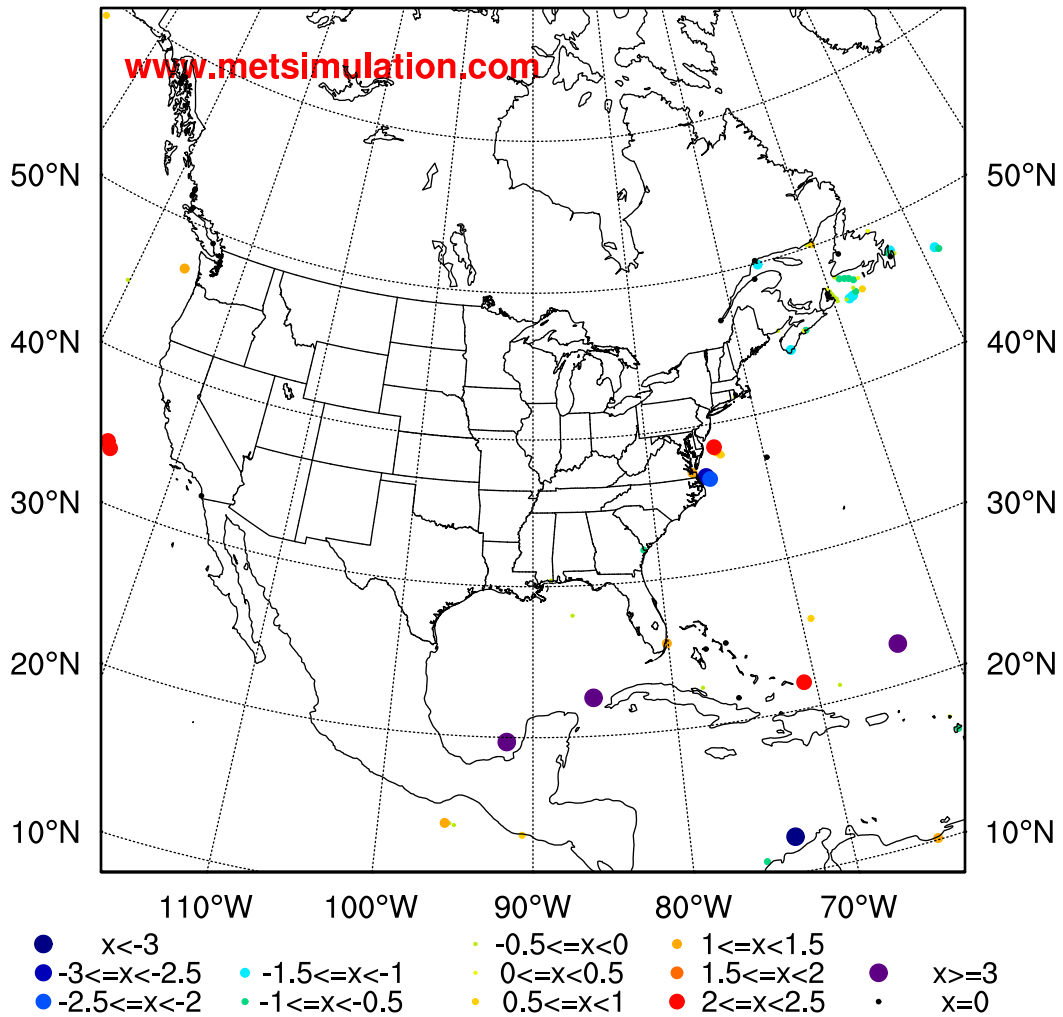 www.metsimulation.com
50°N 50°N
40°N 40°N
30°N 30°N
20°N 20°N
10°N 10°N
110°W 100°W 90°W 80°W 70°W
x<-3 -0.5<=x<0 1<=x<1.5
-3<=x<-2.5 -1.5<=x<-1 0<=x<0.5 1.5<=x<2 x>=3
-2.5<=x<-2 -1<=x<-0.5 0.5<=x<1 2<=x<2.5 x=0